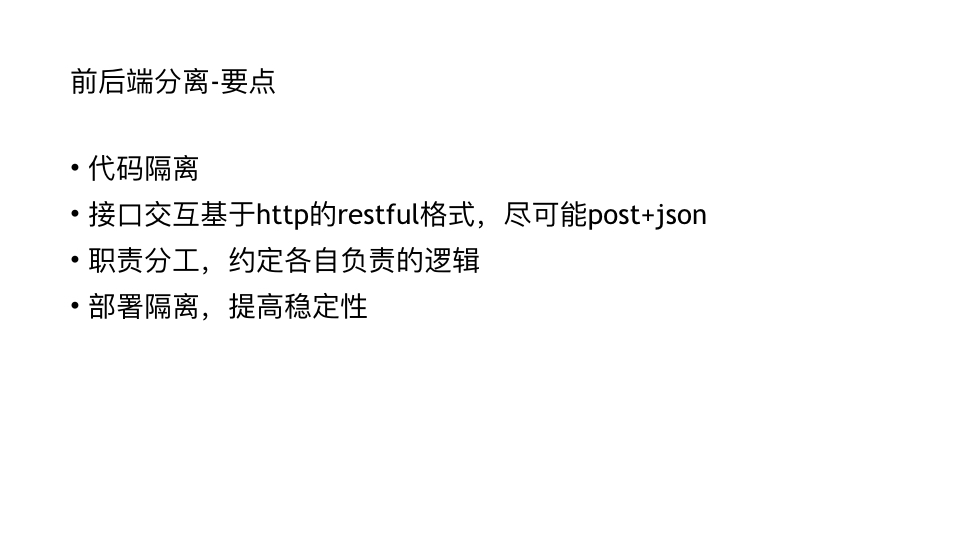 前后端分离-要点
• 代码隔离
• 接口交互基于http的restful格式，尽可能post+json
• 职责分工，约定各自负责的逻辑
• 部署隔离，提高稳定性